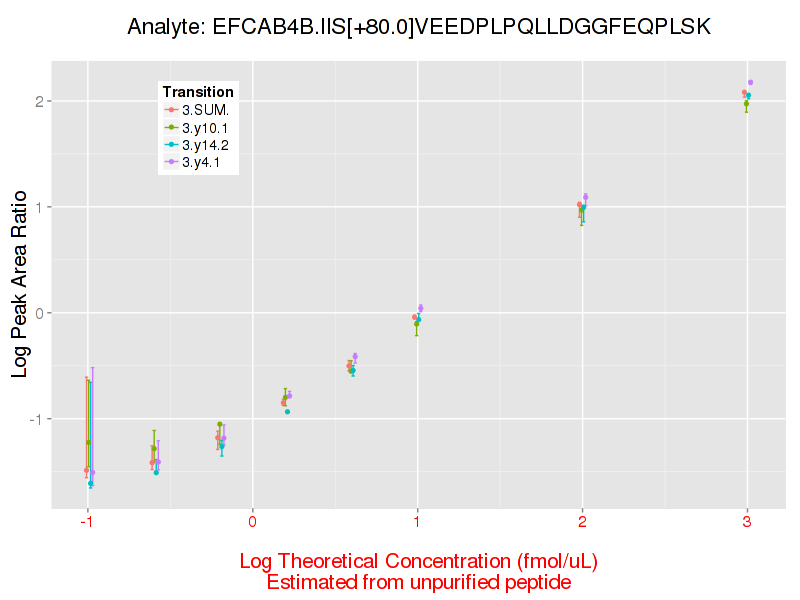 Analyte: EFCAB4B.IIS[+80.0]VEEDPLPQLLDGGFEQPLSK
Log Peak Area Ratio
2
1
0
-1
Transition
3.SUM.
3.y10.1
3.y14.2
3.y4.1
-1 0 1 2 3
Log Theoretical Concentration (fmol/uL)
Estimated from unpurified peptide